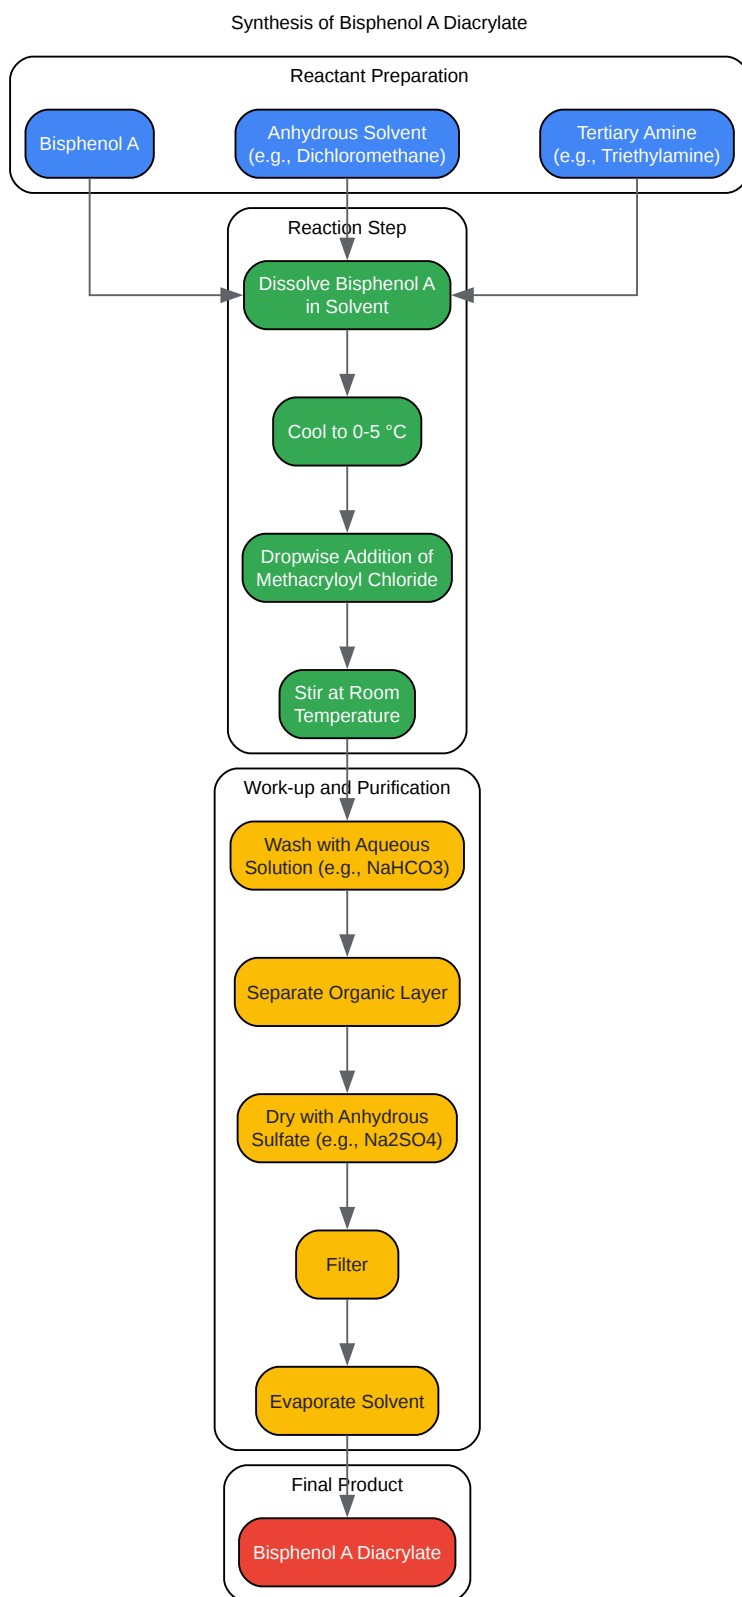 Synthesis of Bisphenol A Diacrylate
Reactant Preparation
Bisphenol A
Anhydrous Solvent
(e.g., Dichloromethane)
Tertiary Amine
(e.g., Triethylamine)
Reaction Step
Dissolve Bisphenol A
in Solvent
Cool to 0-5 °C
Dropwise Addition of
Methacryloyl Chloride
Stir at Room
Temperature
Work-up and Purification
Wash with Aqueous
Solution (e.g., NaHCO3)
Separate Organic Layer
Dry with Anhydrous
Sulfate (e.g., Na2SO4)
Filter
Evaporate Solvent
Final Product
Bisphenol A Diacrylate